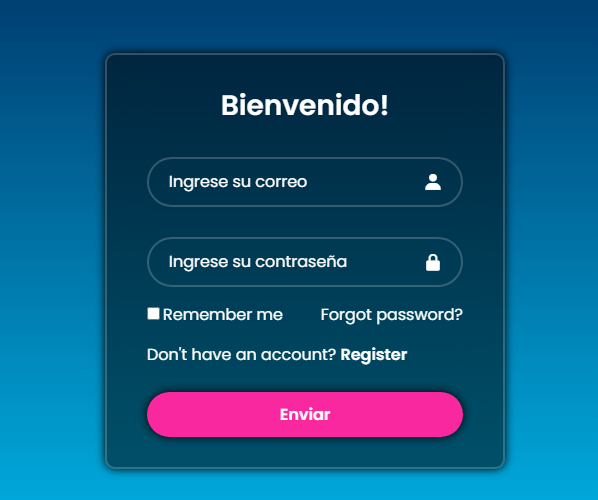 Bienvenido!
Ingrese su correo
Ingrese su contraseña
Remember me Forgot password?
Don't have an account? Register
Enviar